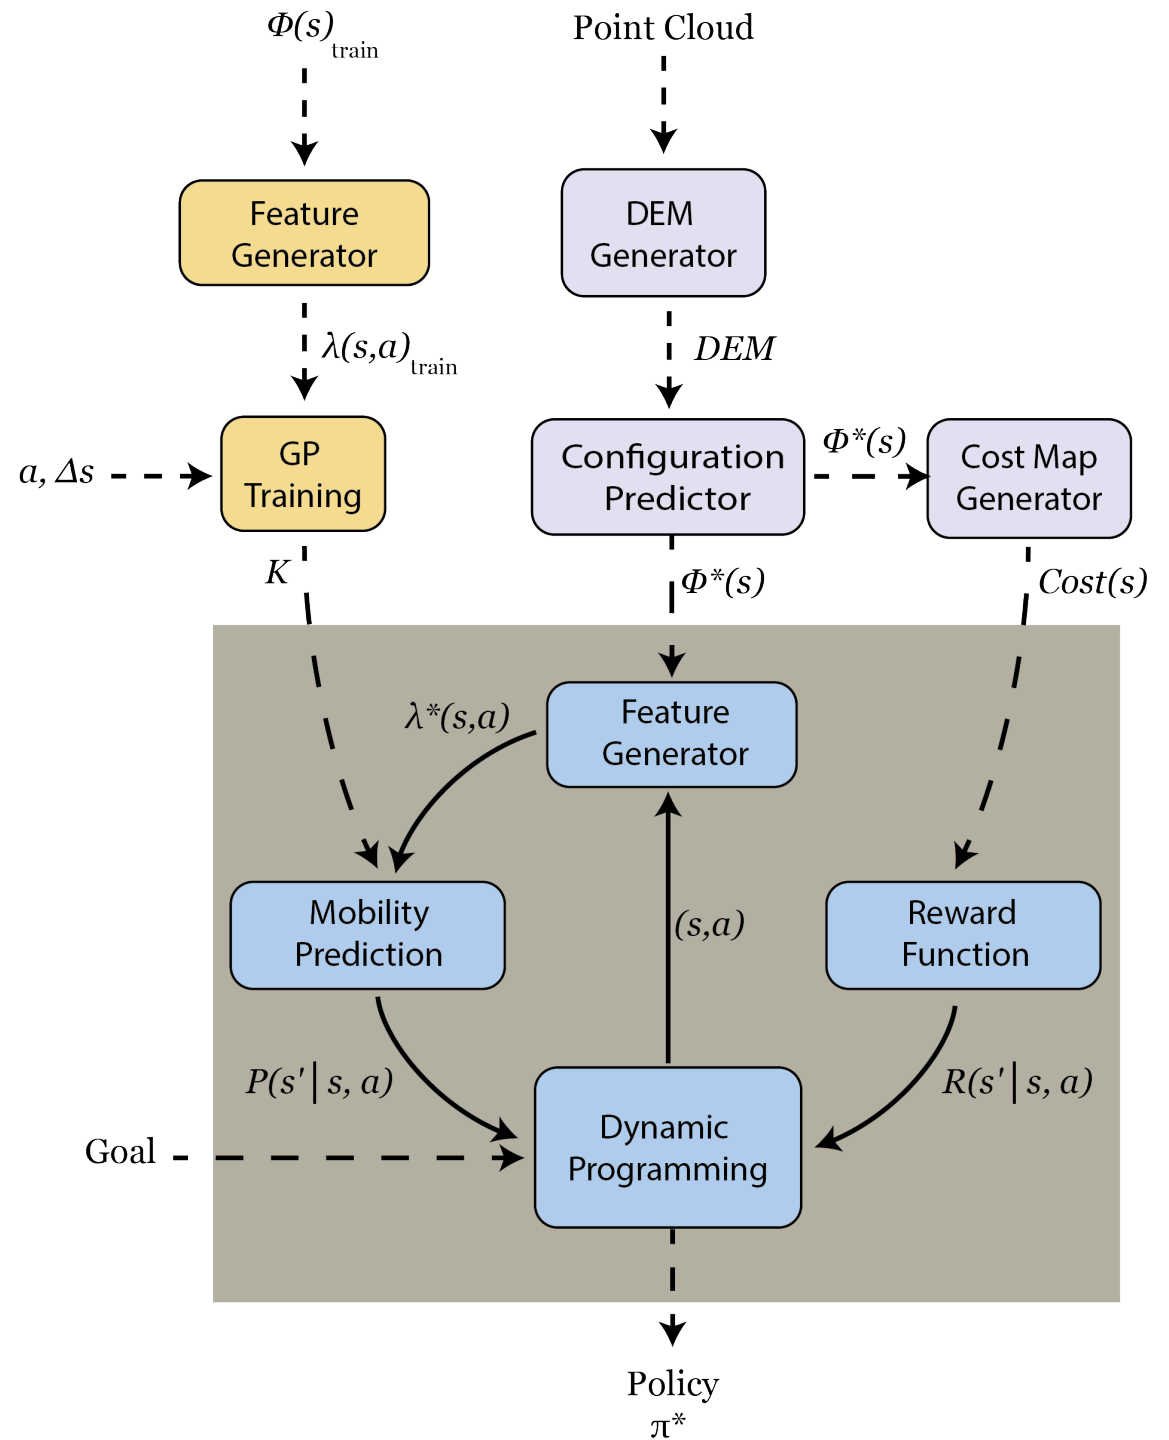 Φ(s)train
Point Cloud
Feature
Generator
DEM
Generator
λ(s,a)train
DEM
a, Δs
GP
Training
Configuration
Predictor
Φ*(s)
Cost Map
Generator
K
Φ*(s)
Cost(s)
λ*(s,a)
Feature
Generator
Mobility
Prediction
(s,a)
Reward
Function
P(s'|s, a)
R(s'|s, a)
Goal
Dynamic
Programming
Policy
π*